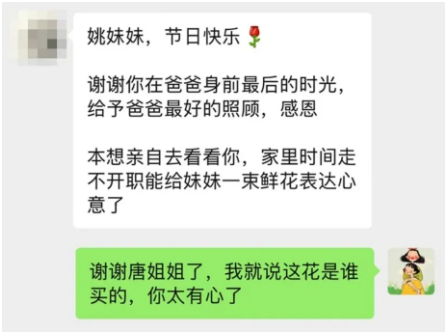 姚妹妹，节日快乐🌹
谢谢你在爸爸身前最后的时光，
给予爸爸最好的照顾，感恩
本想亲自去看看你，家里时间走
不开职能给妹妹一束鲜花表达心
意了
谢谢唐姐姐了，我就说这花是谁
买的，你太有心了